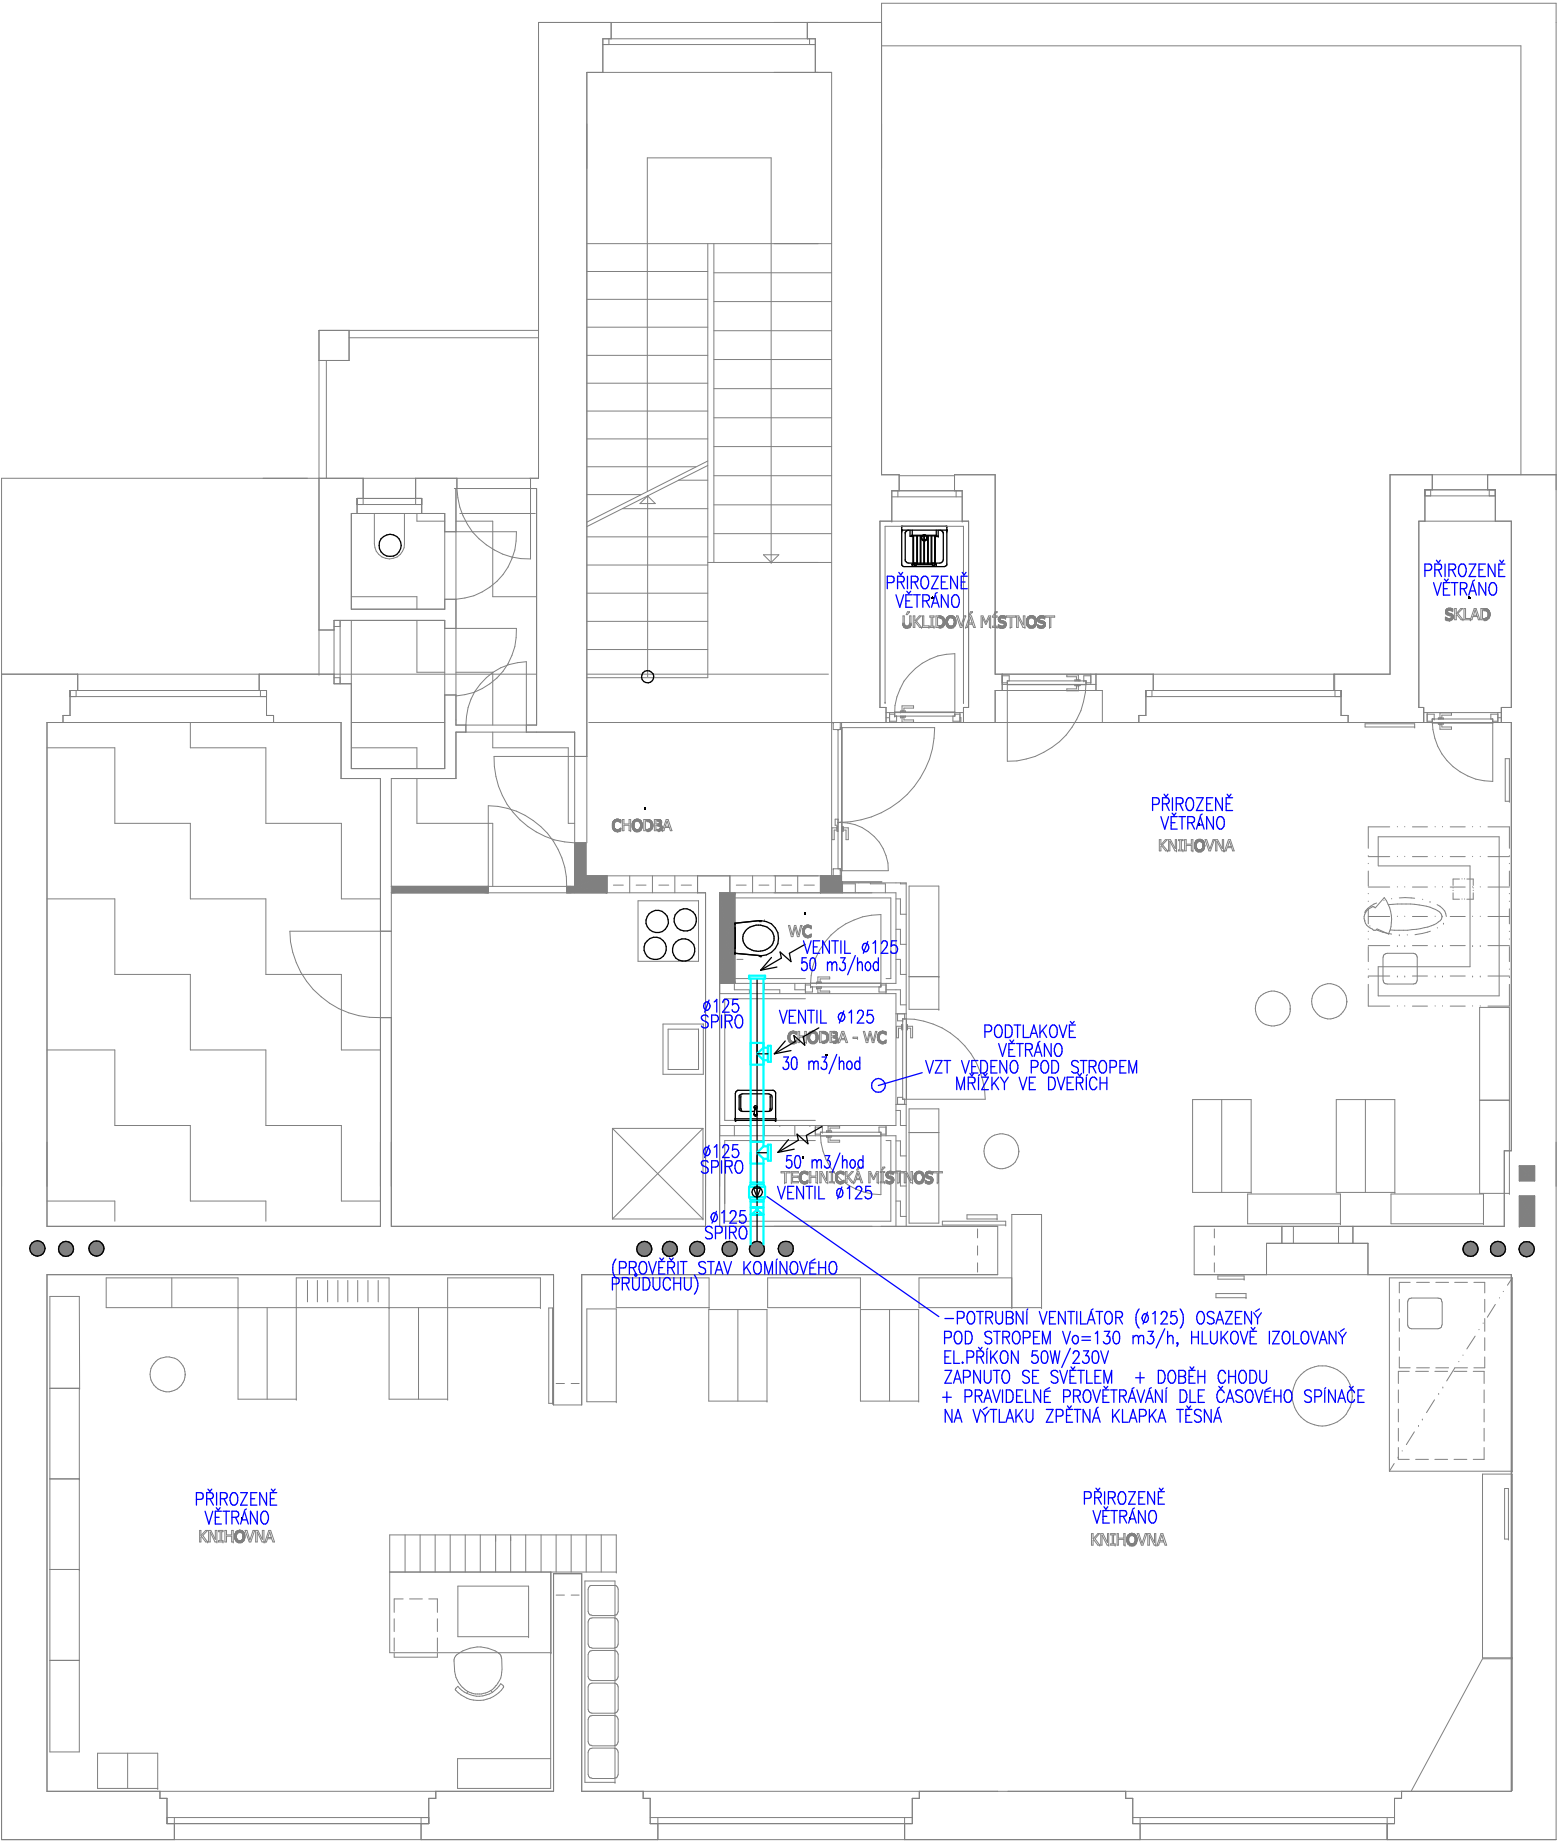 PŘIROZENĚ
VĚTRÁNO
ÚKLIDOVÁ MÍSTNOST
PŘIROZENĚ
VĚTRÁNO
SKLAD
CHODBA
PŘIROZENĚ
VĚTRÁNO
KNIHOVNA
WC
VENTIL ø125
50 m3/hod
ø125
SPIRO
VENTIL ø125
CHODBA - WC
30 m3/hod
PODTLAKOVĚ
VĚTRÁNO
VZT VEDENO POD STROPEM
MŘÍŽKY VE DVEŘÍCH
ø125
SPIRO
50 m3/hod
TECHNICKÁ MÍSTNOST
VENTIL ø125
ø125
SPIRO
(PROVĚŘIT STAV KOMÍNOVÉHO
PRŮDUCHU)
-POTRUBNÍ VENTILÁTOR (ø125) OSAZENÝ
POD STROPEM Vo=130 m3/h, HLUKOVĚ IZOLOVANÝ
EL.PŘÍKON 50W/230V
ZAPNUTO SE SVĚTLEM + DOBĚH CHODU
+ PRAVIDELNÉ PROVĚTRÁVÁNÍ DLE ČASOVÉHO SPÍNAČE
NA VÝTLAKU ZPĚTNÁ KLAPKA TĚSNÁ
PŘIROZENĚ
VĚTRÁNO
KNIHOVNA
PŘIROZENĚ
VĚTRÁNO
KNIHOVNA